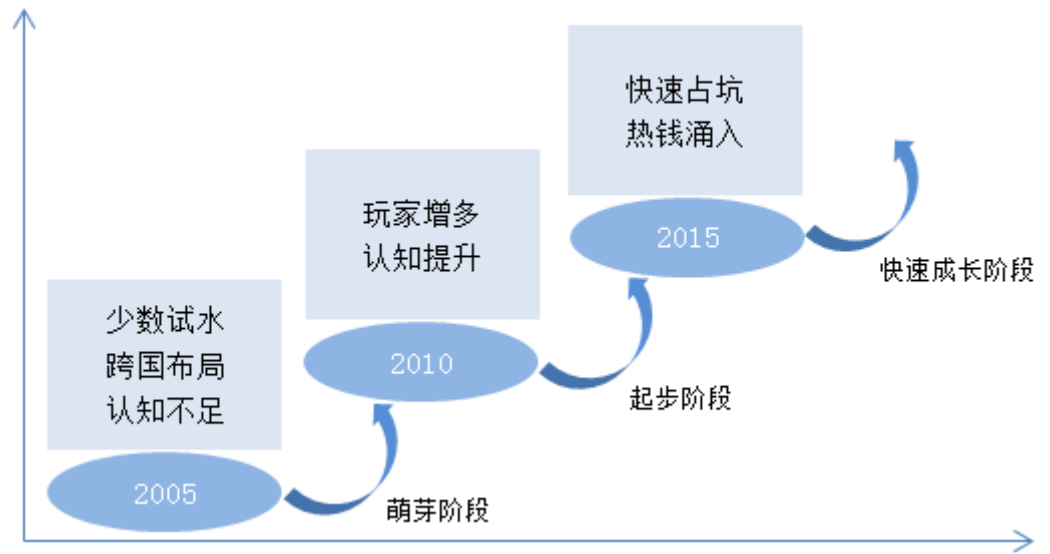 快速占坑
热钱涌入
2015
快速成长阶段
玩家增多
认知提升
2010
起步阶段
少数试水
跨国布局
认知不足
2005
萌芽阶段